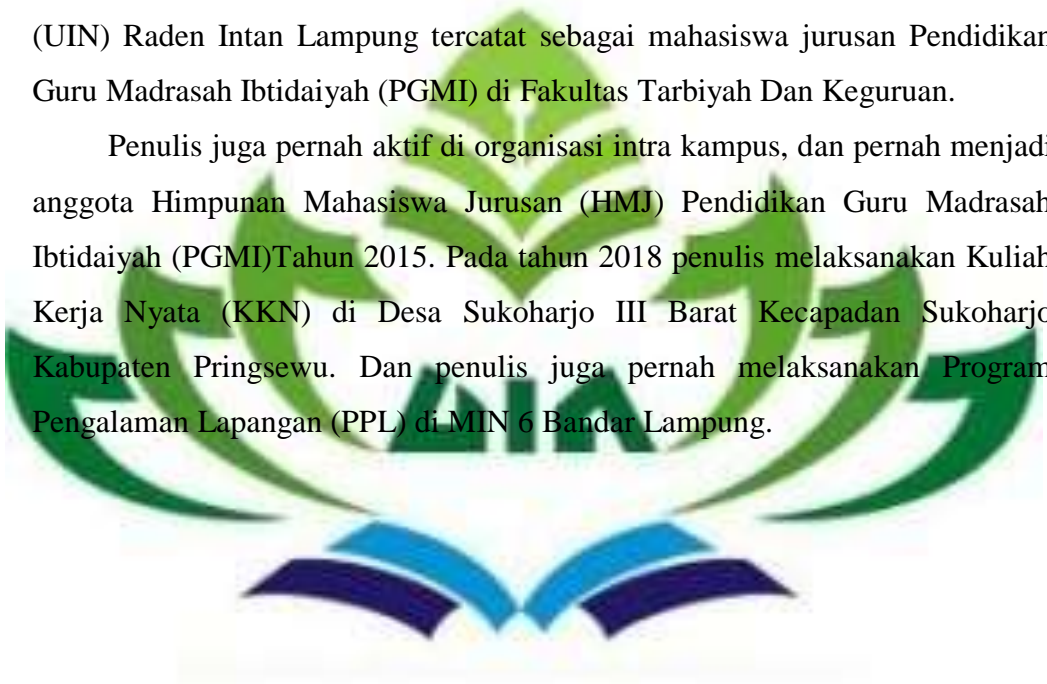 (UIN) Raden Intan Lampung tercatat sebagai mahasiswa jurusan Pendidikan
Guru Madrasah Ibtidaiyah (PGMI) di Fakultas Tarbiyah Dan Keguruan.
Penulis juga pernah aktif di organisasi intra kampus, dan pernah menjadi
anggota Himpunan Mahasiswa Jurusan (HMJ) Pendidikan Guru Madrasah
Ibtidaiyah (PGMI)Tahun 2015. Pada tahun 2018 penulis melaksanakan Kuliah
Kerja Nyata (KKN) di Desa Sukoharjo III Barat Kecapadan Sukoharjo
Kabupaten Pringsewu. Dan penulis juga pernah melaksanakan Program
Pengalaman Lapangan (PPL) di MIN 6 Bandar Lampung.
UIN